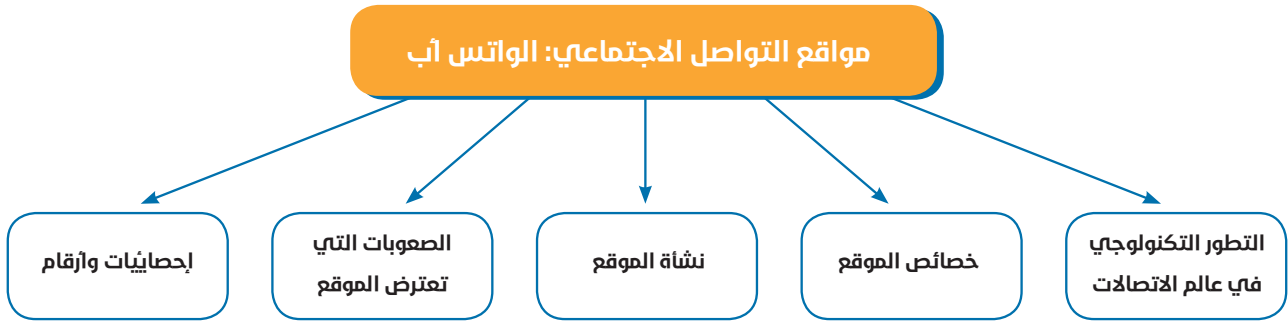 مواقع التواصل الاجتماعي: الواتس أب
التطور التكنولوجي
في عالم الاتصالات
خصائص الموقع
نشأة الموقع
الصعوبات التي
تعترض الموقع
إحصائيات وأرقام